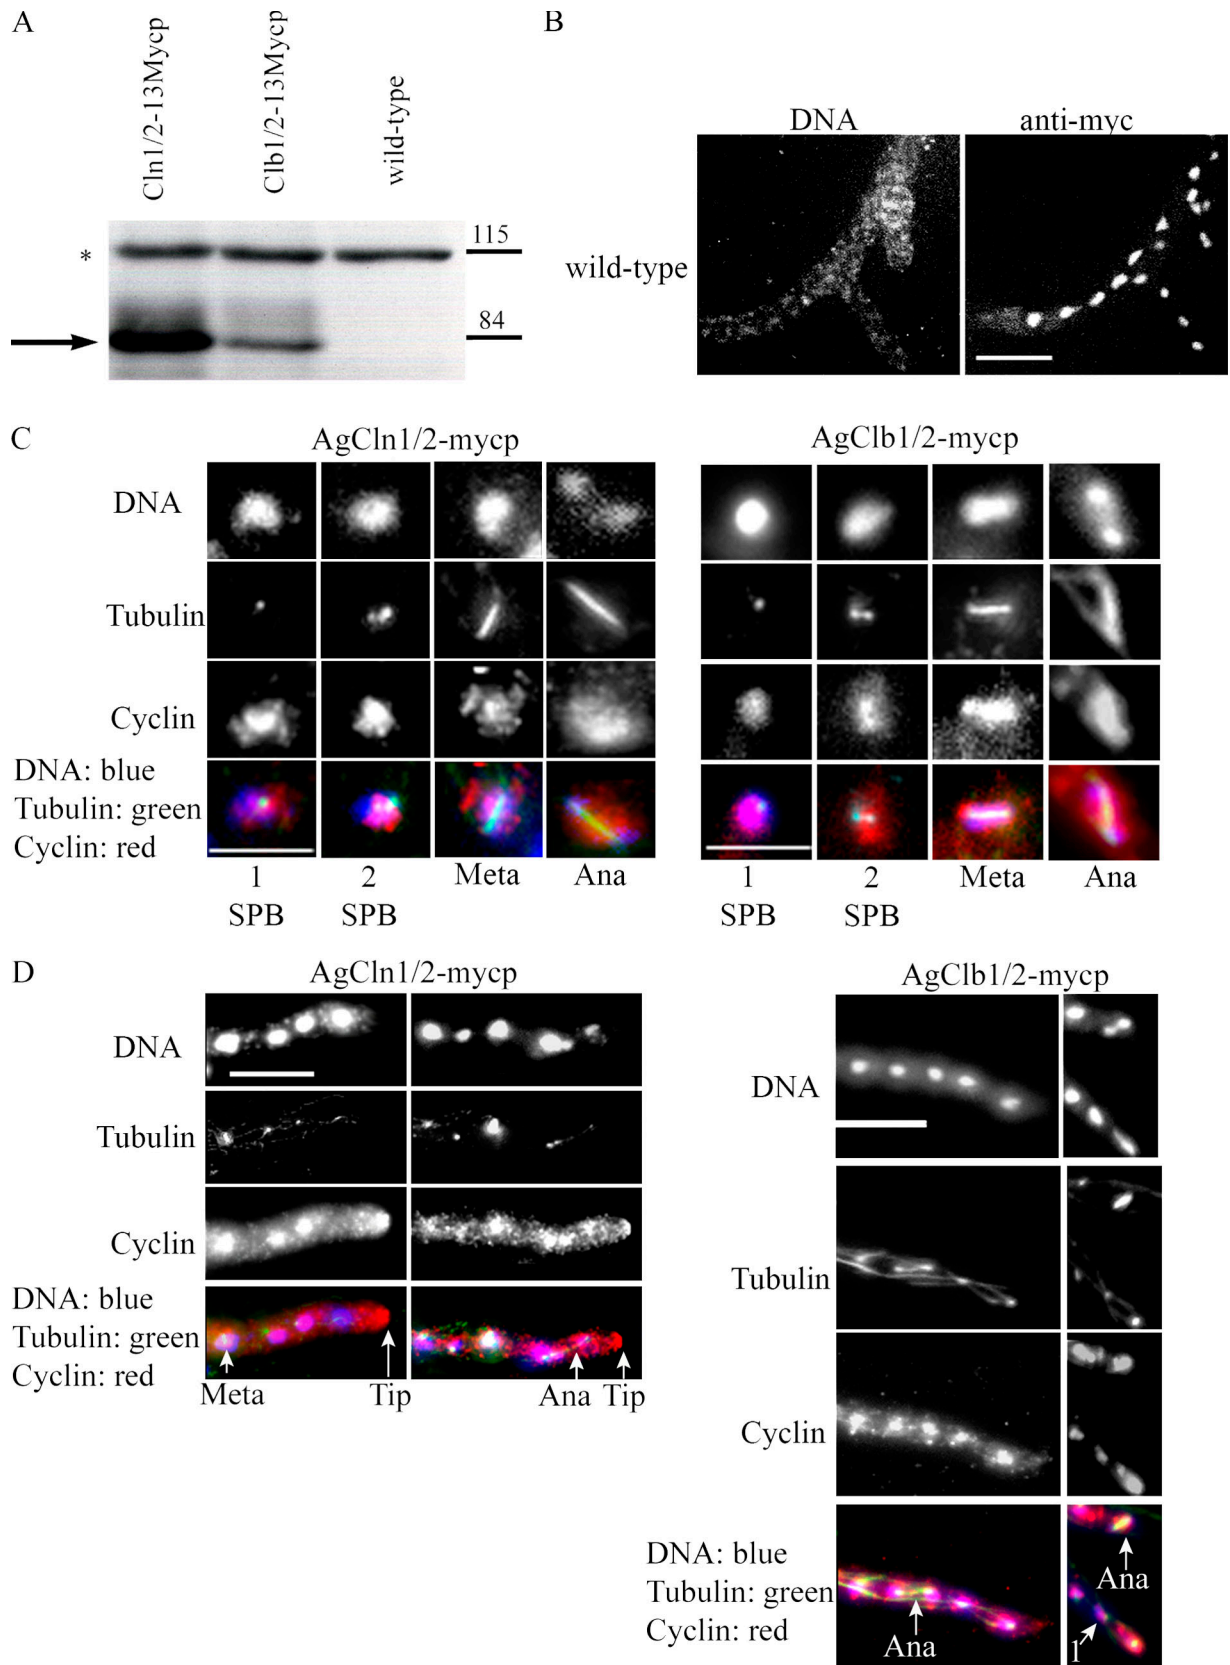 A
Cln1/2-13Mycp
Clb1/2-13Mycp
wild-type
*
115
84
B
DNA
anti-myc
wild-type
C
AgCln1/2-mycp
AgClb1/2-mycp
DNA
Tubulin
Cyclin
DNA: blue
Tubulin: green
Cyclin: red
1 SPB
2 SPB
Meta
Ana
1 SPB
2 SPB
Meta
Ana
D
AgCln1/2-mycp
DNA
Tubulin
Cyclin
DNA: blue
Tubulin: green
Cyclin: red
Meta
Tip
Ana
Tip
AgClb1/2-mycp
DNA
Tubulin
Cyclin
DNA: blue
Tubulin: green
Cyclin: red
Ana
Ana
1